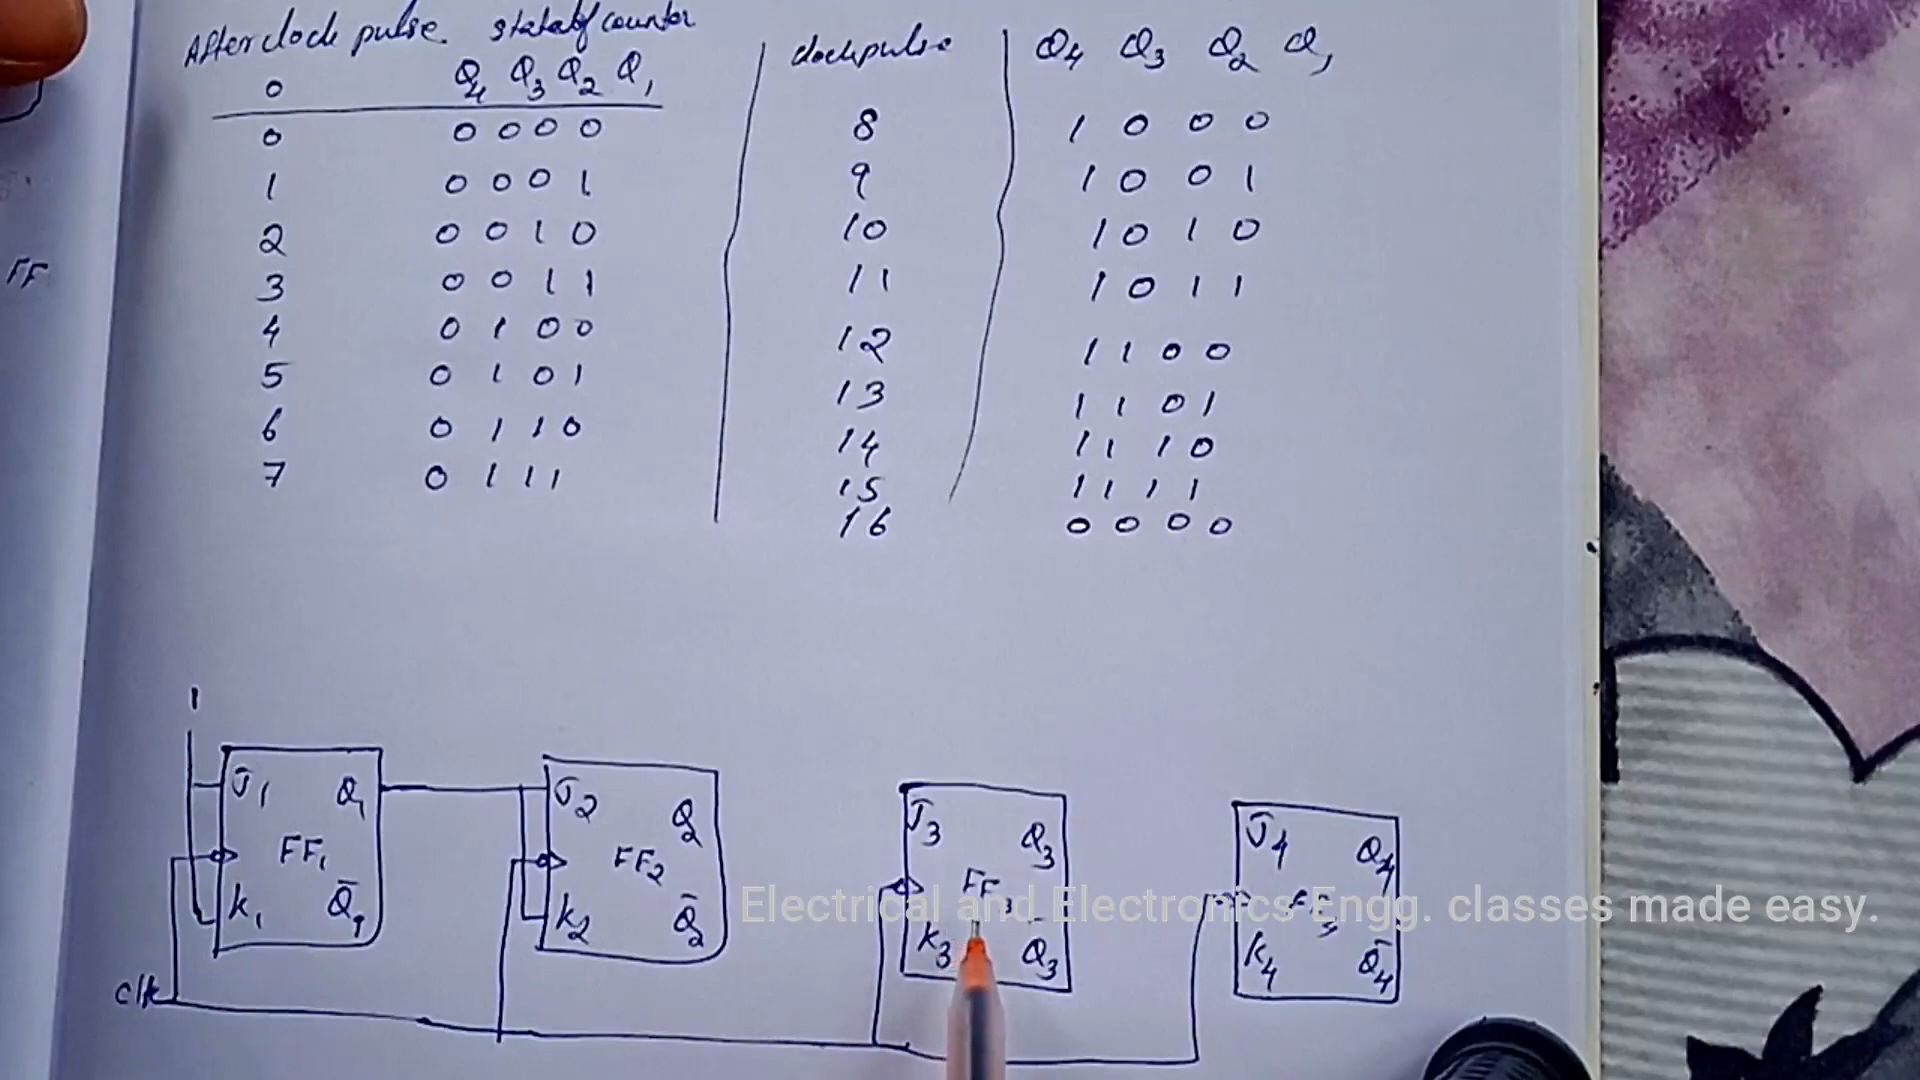 After clock pulse. State of counter
0 Q4 Q3 Q2 Q1
0 0 0 0 0
1 0 0 0 1
2 0 0 1 0
3 0 0 1 1
4 0 1 0 0
5 0 1 0 1
6 0 1 1 0
7 0 1 1 1
clock pulse Q4 Q3 Q2 Q1
8 1 0 0 0
9 1 0 0 1
10 1 0 1 0
11 1 0 1 1
12 1 1 0 0
13 1 1 0 1
14 1 1 1 0
15 1 1 1 1
16 0 0 0 0
FF
1
J1 Q1
FF1
K1 Q̄1
J2 Q2
FF2
K2 Q̄2
J3 Q3
FF3
K3 Q̄3
J4 Q4
K4 Q̄4
clk
Electrical and Electronics Engg. classes made easy.